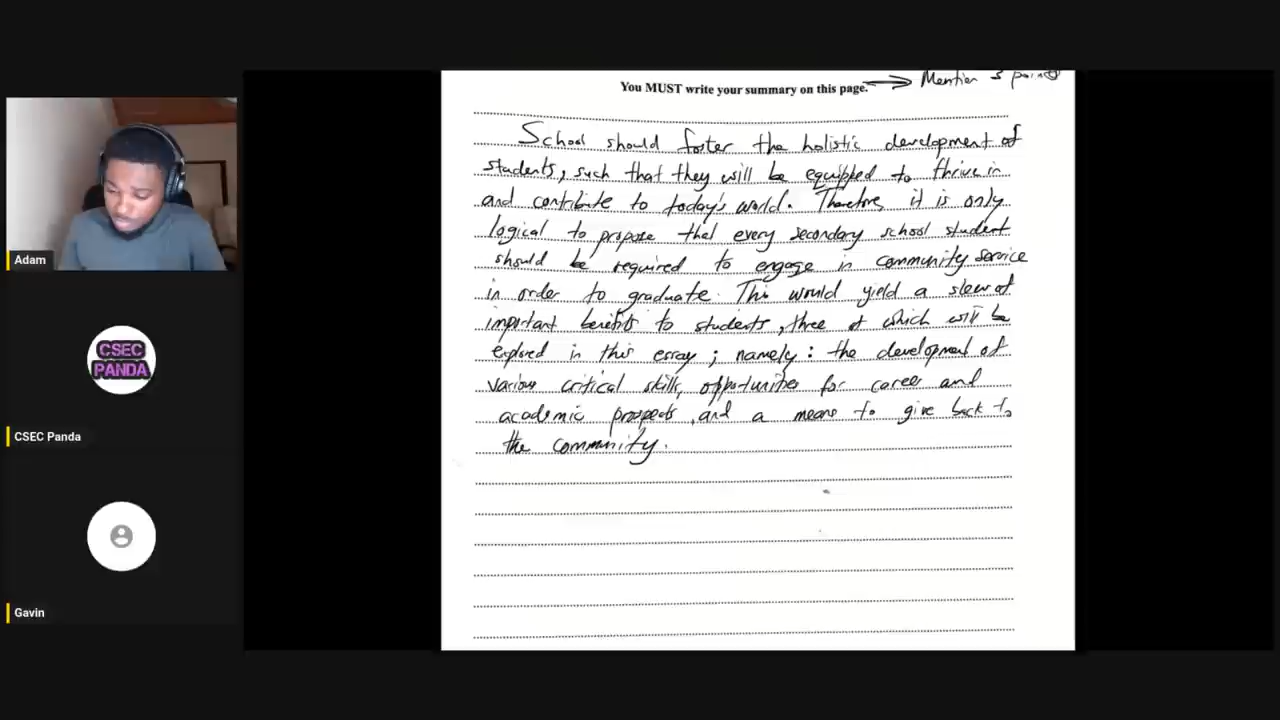 You MUST write your summary on this page. → Mention 3 points
School should foster the holistic development of
students, such that they will be equipped to thrive in
and contribute to today's world. Therefore, it is only
logical to propose that every secondary school student
should be required to engage in community service
in order to graduate. This would yield a slew of
important benefits to students, three of which will be
explored in this essay; namely: the development of
various critical skills, opportunities for career and
academic prospects, and a means to give back to
the community.
Adam
CSEC
PANDA
CSEC Panda
Gavin